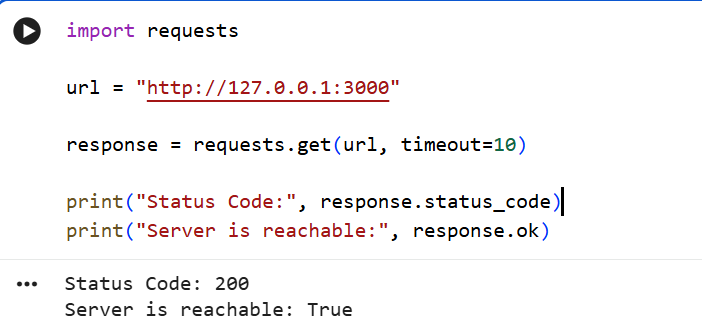 import requests
url = "http://127.0.0.1:3000"
response = requests.get(url, timeout=10)
print("Status Code:", response.status_code)
print("Server is reachable:", response.ok)
Status Code: 200
Server is reachable: True